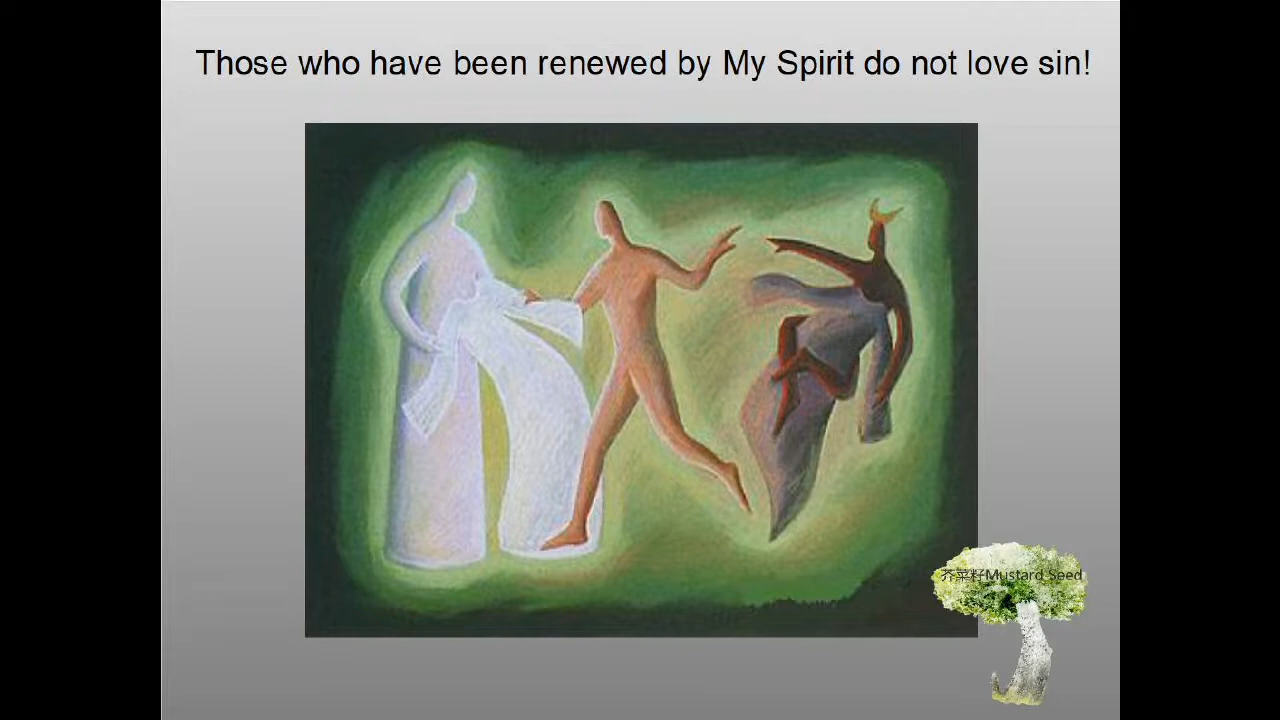 Those who have been renewed by My Spirit do not love sin!
芥菜籽Mustard Seed